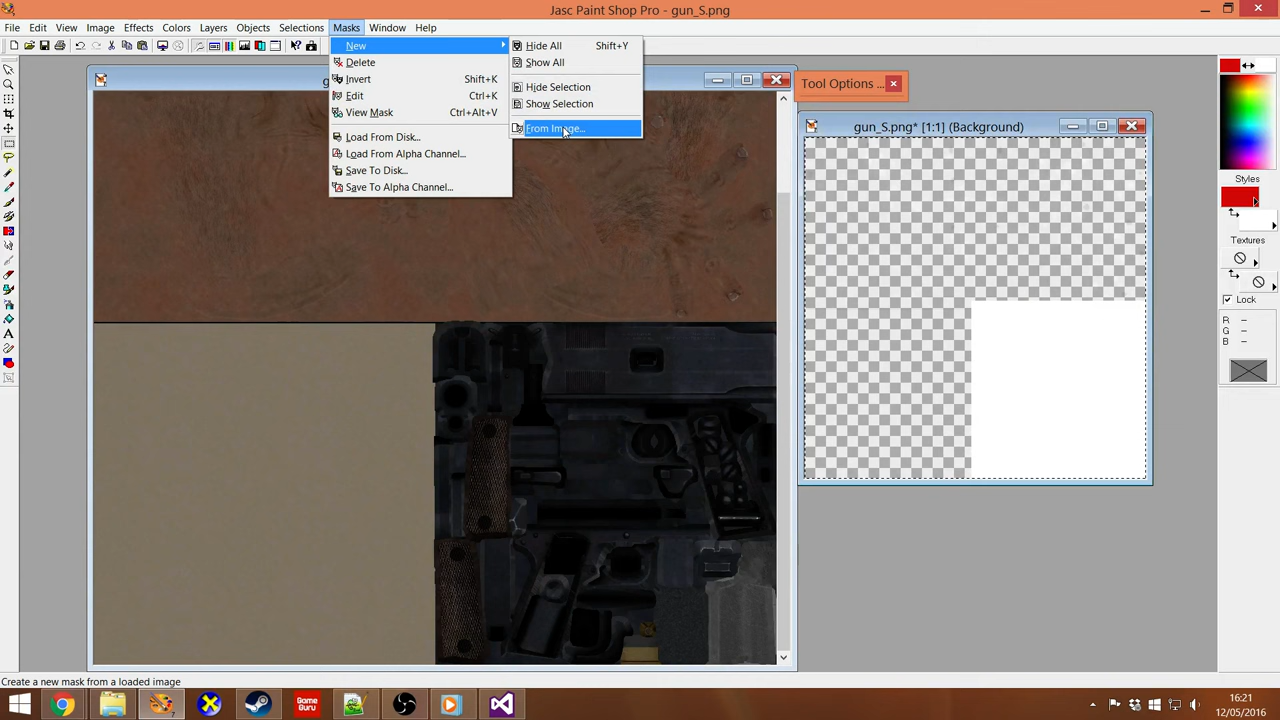 Jasc Paint Shop Pro - gun_S.png
File Edit View Image Effects Colors Layers Objects Selections Masks Window Help
New
Delete
Invert Shift+K
Edit Ctrl+K
View Mask Ctrl+Alt+V
Load From Disk...
Load From Alpha Channel...
Save To Disk...
Save To Alpha Channel...
Hide All Shift+Y
Show All
Hide Selection
Show Selection
From Image...
Tool Options ...
gun_S.png* [1:1] (Background)
Styles
Textures
Lock
R –
G –
B –
Create a new mask from a loaded image
Game
Guru
16:21
12/05/2016